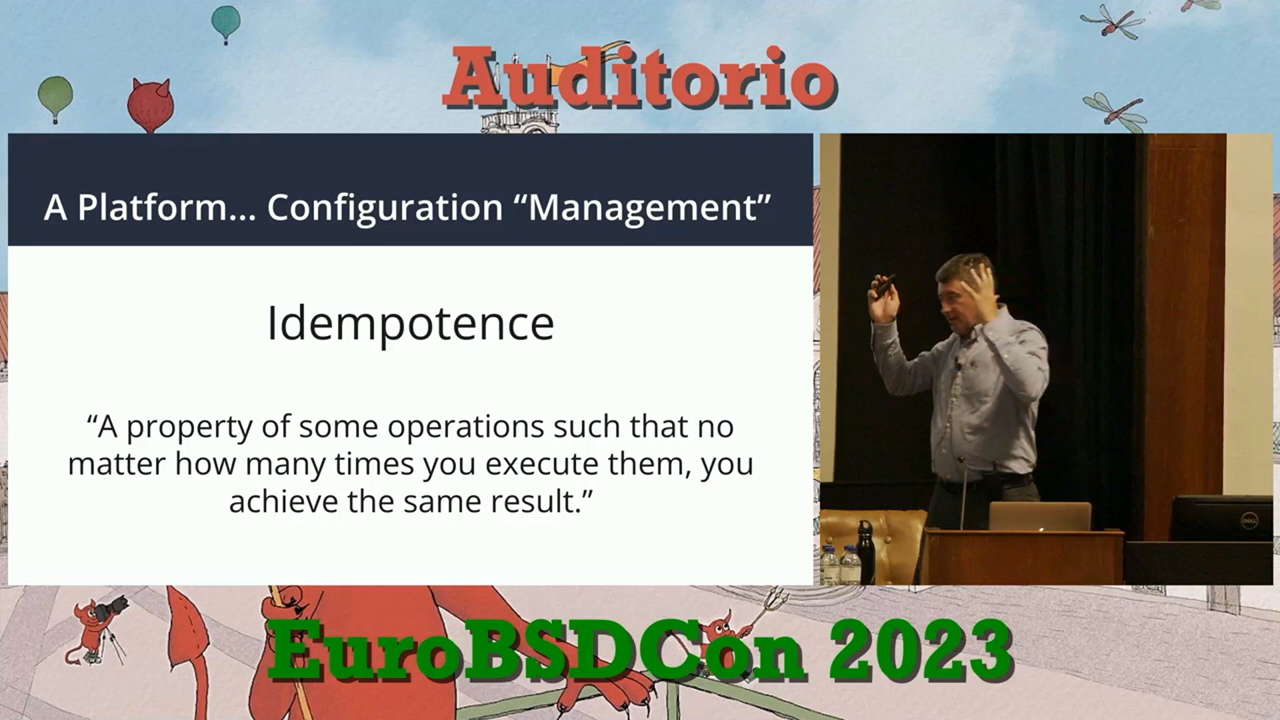 Auditorio
A Platform... Configuration “Management”
Idempotence
“A property of some operations such that no
matter how many times you execute them, you
achieve the same result.”
DELL
EuroBSDCon 2023